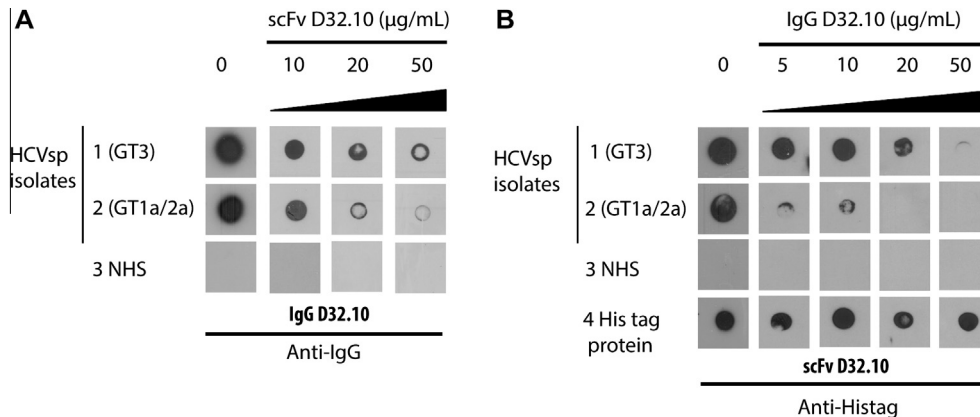 A
scFv D32.10 (µg/mL)
0 10 20 50
HCVsp
isolates
1 (GT3)
2 (GT1a/2a)
3 NHS
IgG D32.10
Anti-IgG
B
IgG D32.10 (µg/mL)
0 5 10 20 50
HCVsp
isolates
1 (GT3)
2 (GT1a/2a)
3 NHS
4 His tag
protein
scFv D32.10
Anti-Histag